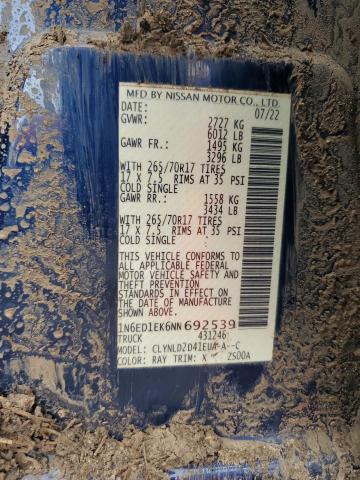 MFD BY NISSAN MOTOR CO., LTD.
DATE: 07/22
GVWR: 2727 KG
6012 LB
GAWR FR: 1495 KG
3296 LB
WITH 265/70R17 TIRES
17 X 7.5 RIMS AT 35 PSI
COLD SINGLE
GAWR RR.: 1558 KG
3434 LB
WITH 265/70R17 TIRES
17 X 7.5 RIMS AT 35 PSI
COLD SINGLE
THIS VEHICLE CONFORMS TO
ALL APPLICABLE FEDERAL
MOTOR VEHICLE SAFETY AND
AND THEFT PREVENTION
STANDARDS IN EFFECT ON
THE DATE OF MANUFACTURE
SHOWN ABOVE.
1N6ED1EK6NN692539
TRUCK 431246
MODEL: CLYNLD2D41EUA-A--C
COLOR: RAY TRIM: X 2S00A